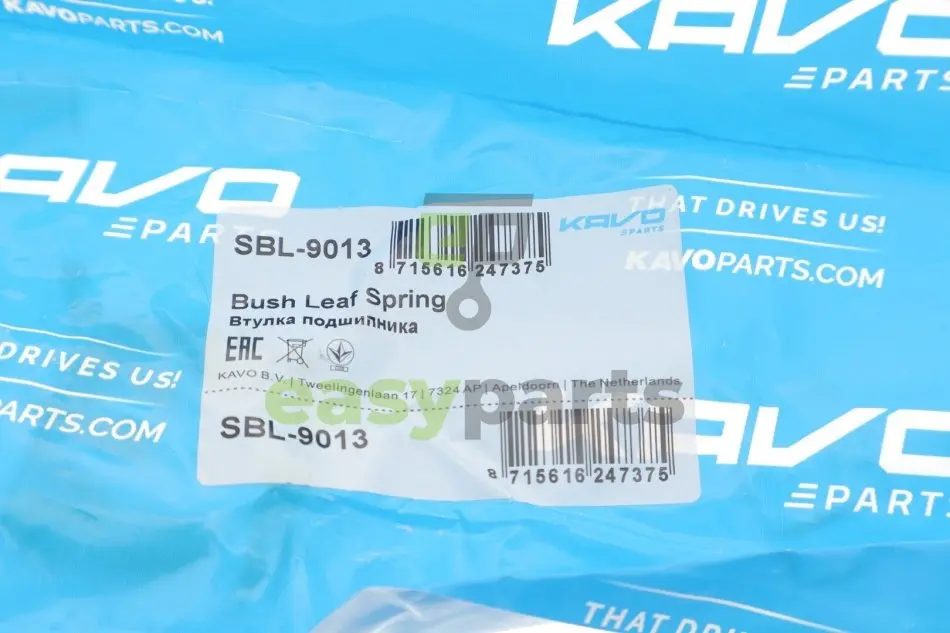 PARTS
KAVOPARTS.COM
KAVO
PARTS
KAVO
PARTS
THAT DRIVES US!
KAVOPARTS.COM
SBL-9013
8 715616 247375
KAVO
PARTS
Bush Leaf Spring
Втулка подшипника
EAC
KAVO B.V. | Tweelingenlaan 17 | 7324 AP | Apeldoorn | The Netherlands
easyparts
SBL-9013
8 715616 247375
DRIVES US!
PARTS.COM
KAVO
PARTS
THAT DRIVES US!